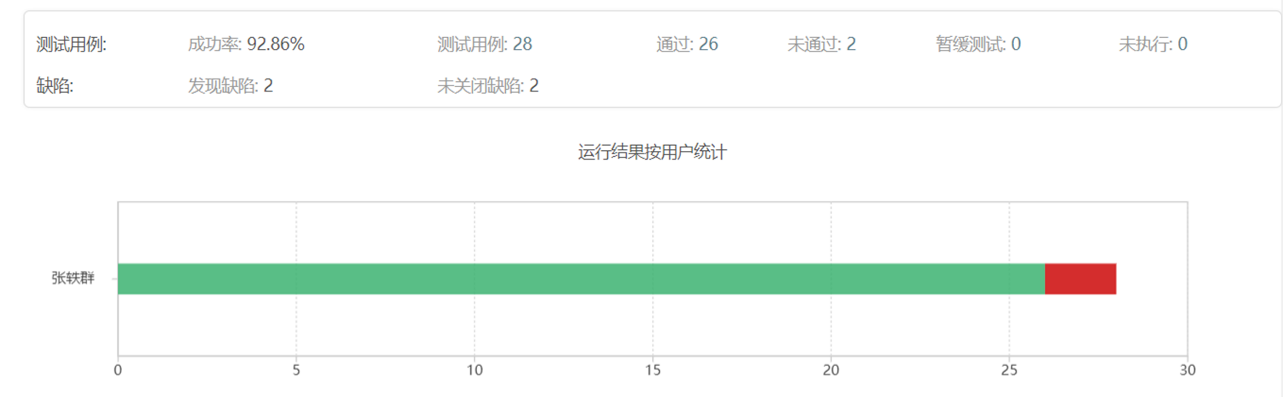 测试用例: 成功率: 92.86% 测试用例: 28 通过: 26 未通过: 2 暂缓测试: 0 未执行: 0
缺陷: 发现缺陷: 2 未关闭缺陷: 2
运行结果按用户统计
张轶群
0 5 10 15 20 25 30